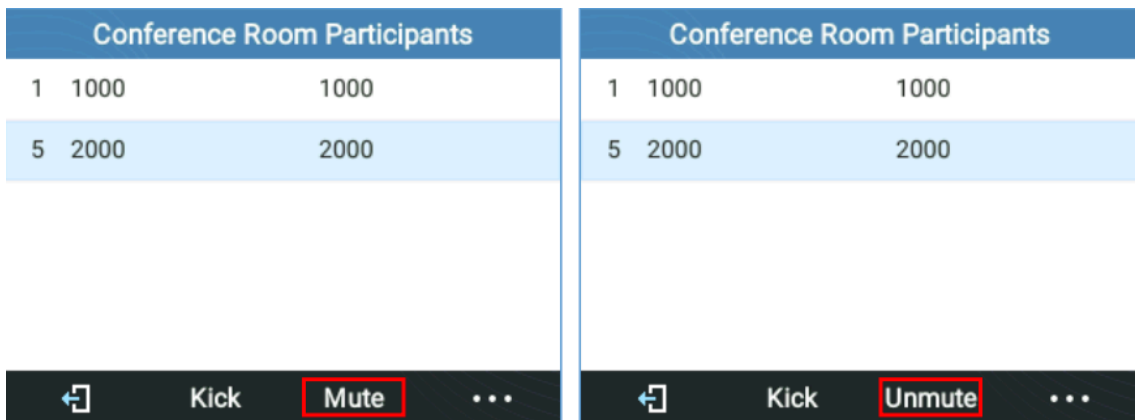 Conference Room Participants
1 1000 1000
5 2000 2000
Kick Mute ...
Conference Room Participants
1 1000 1000
5 2000 2000
Kick Unmute ...